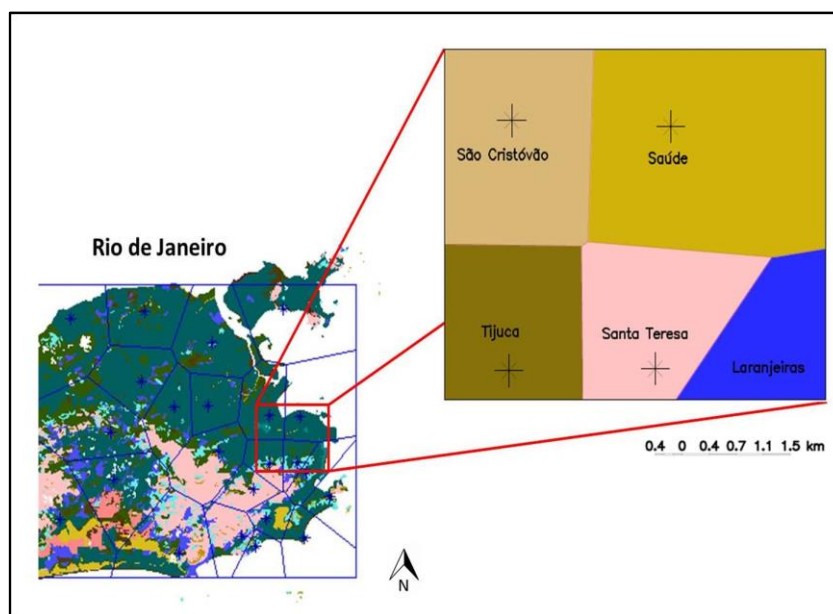 São Cristóvão
Saúde
Rio de Janeiro
Tijuca
Santa Teresa
Laranjeiras
0.4 0 0.4 0.7 1.1 1.5 km
N